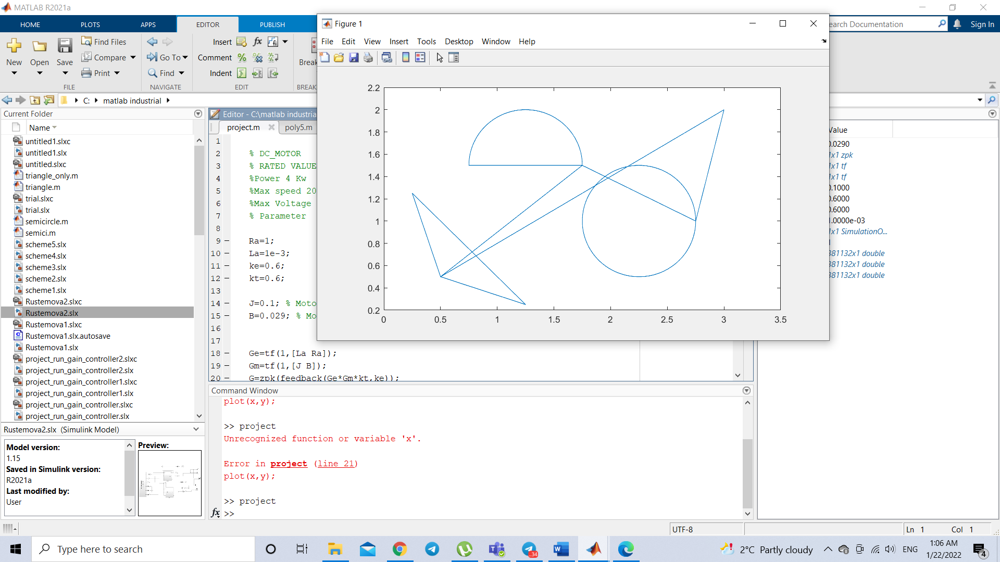 MATLAB R2021a
HOME PLOTS APPS EDITOR PUBLISH
earch Documentation Sign In
New Open Save Find Files Compare Print
Go To Find
Insert fx
Comment
Indent
Break
FILE NAVIGATE EDIT BREAK
C: matlab industrial
Current Folder
Name
untitled1.slxc
untitled1.slx
untitled.slxc
triangle_only.m
triangle.m
trial.slxc
trial.slx
semicircle.m
semici.m
scheme5.slx
scheme4.slx
scheme3.slx
scheme2.slx
scheme1.slx
Rustemova2.slxc
Rustemova2.slx
Rustemova1.slxc
Rustemova1.slx.autosave
Rustemova1.slx
project_run_gain_controller2.slxc
project_run_gain_controller2.slx
project_run_gain_controller1.slxc
project_run_gain_controller1.slx
project_run_gain_controller.slxc
project_run_gain_controller.slx
Rustemova2.slx (Simulink Model)
Model version:
1.15
Saved in Simulink version:
R2021a
Last modified by:
User
Preview:
Editor - C:\matlab industria
project.m poly5.m
1
2 % DC_MOTOR
3 % RATED VALUE
4 %Power 4 Kw
5 %Max speed 20
6 %Max Voltage
7 % Parameter
8
9 – Ra=1;
10 – La=1e-3;
11 – ke=0.6;
12 – kt=0.6;
13
14 – J=0.1; % Moto
15 – B=0.029; % Mo
16
17
18 – Ge=tf(1,[La Ra]);
19 – Gm=tf(1,[J B]);
20 – G=zpk(feedback(Ge*Gm*kt,ke));
Figure 1
File Edit View Insert Tools Desktop Window Help
2.2
2
1.8
1.6
1.4
1.2
1
0.8
0.6
0.4
0.2
0 0.5 1 1.5 2 2.5 3 3.5
Value
0.0290
1x1 zpk
1x1 tf
1x1 tf
0.1000
0.6000
0.6000
1.0000e-03
1x1 SimulationO...
1
381132x1 double
381132x1 double
381132x1 double
Command Window
plot(x,y);
>> project
Unrecognized function or variable 'x'.
Error in project (line 21)
plot(x,y);
>> project
fx >>
UTF-8 Ln 1 Col 1
Type here to search
34
2°C Partly cloudy
ENG
1:06 AM
1/22/2022
4